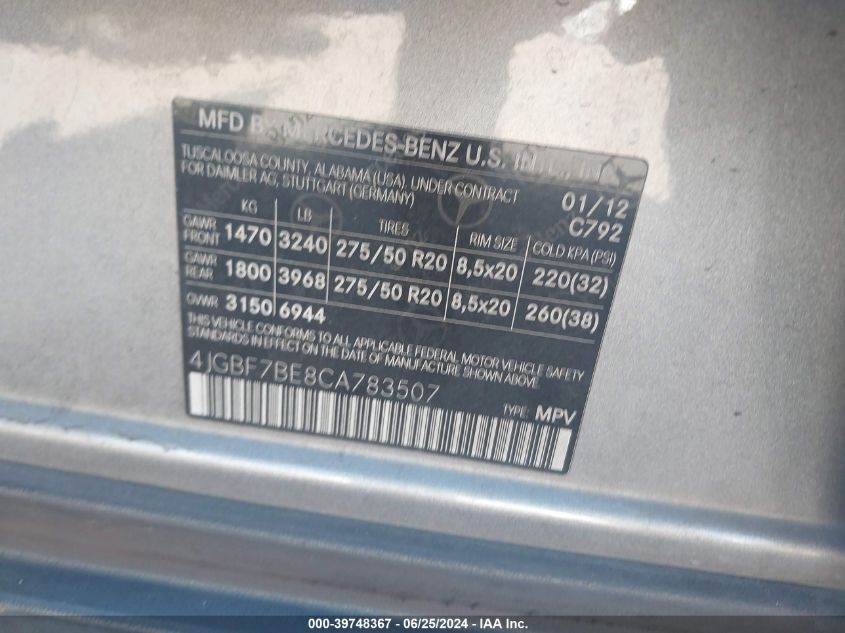 MFD BY MERCEDES-BENZ U.S. INT'L., IN
TUSCALOOSA COUNTY, ALABAMA (USA), UNDER CONTRACT 01/12
FOR DAIMLER AG, STUTTGART (GERMANY) C792
KG LB TIRES RIM SIZE COLD KPA (PSI)
GAWR FRONT 1470 3240 275/50 R20 8,5x20 220(32)
GAWR REAR 1800 3968 275/50 R20 8,5x20 260(38)
GVWR 3150 6944
THIS VEHICLE CONFORMS TO ALL APPLICABLE FEDERAL MOTOR VEHICLE SAFETY
STANDARDS IN EFFECT ON THE DATE OF MANUFACTURE SHOWN ABOVE.
4JGBF7BE8CA783507 TYPE: MPV
000-39748367 - 06/25/2024 - IAAI.com.